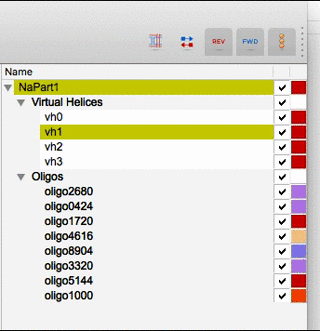 REV FWD
Name
NaPart1
Virtual Helices
vh0
vh1
vh2
vh3
Oligos
oligo2680
oligo0424
oligo1720
oligo4616
oligo8904
oligo3320
oligo5144
oligo1000